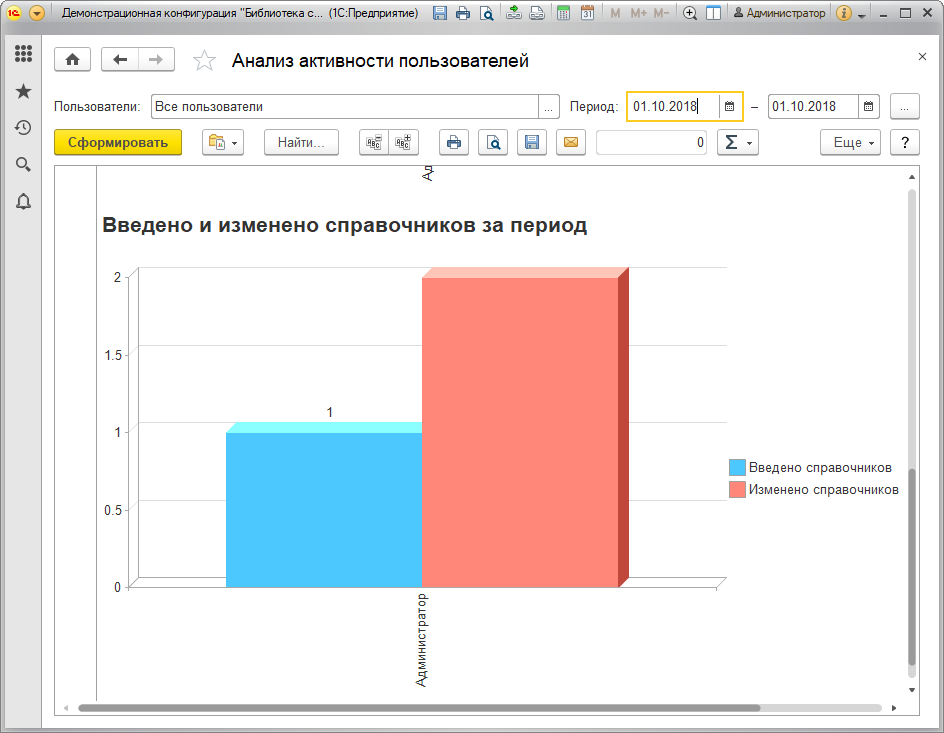 Демонстрационная конфигурация "Библиотека с... (1С:Предприятие)
M M+ M-
Администратор
Анализ активности пользователей
Пользователи: Все пользователи ... Период: 01.10.2018 – 01.10.2018 ...
Сформировать Найти... 0 Σ Еще ?
Ад
Введено и изменено справочников за период
2
1.5
1
1
0.5
0
Введено справочников
Изменено справочников
Администратор